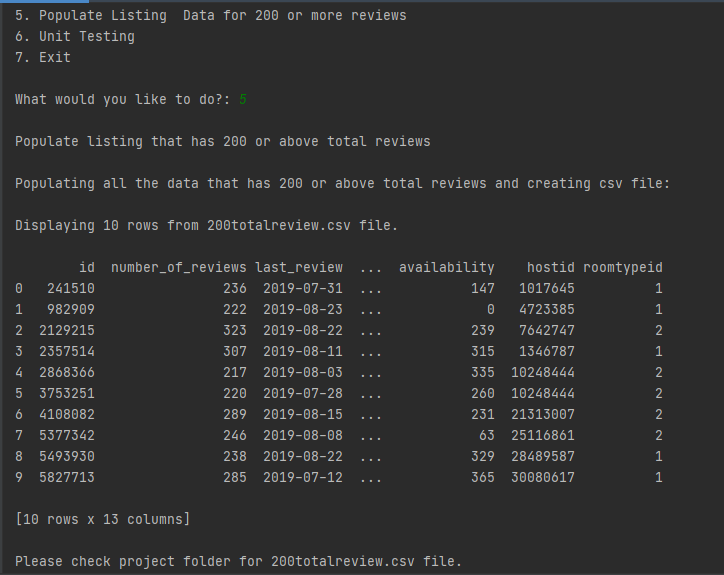 5. Populate Listing  Data for 200 or more reviews
6. Unit Testing
7. Exit
What would you like to do?: 5
Populate listing that has 200 or above total reviews
Populating all the data that has 200 or above total reviews and creating csv file:
Displaying 10 rows from 200totalreview.csv file.
        id  number_of_reviews last_review  ...  availability    hostid roomtypeid
0   241510                236  2019-07-31  ...           147   1017645          1
1   982909                222  2019-08-23  ...             0   4723385          1
2  2129215                323  2019-08-22  ...           239   7642747          2
3  2357514                307  2019-08-11  ...           315   1346787          1
4  2868366                217  2019-08-03  ...           335  10248444          2
5  3753251                220  2019-07-28  ...           260  10248444          2
6  4108082                289  2019-08-15  ...           231  21313007          2
7  5377342                246  2019-08-08  ...            63  25116861          2
8  5493930                238  2019-08-22  ...           329  28489587          1
9  5827713                285  2019-07-12  ...           365  30080617          1
[10 rows x 13 columns]
Please check project folder for 200totalreview.csv file.